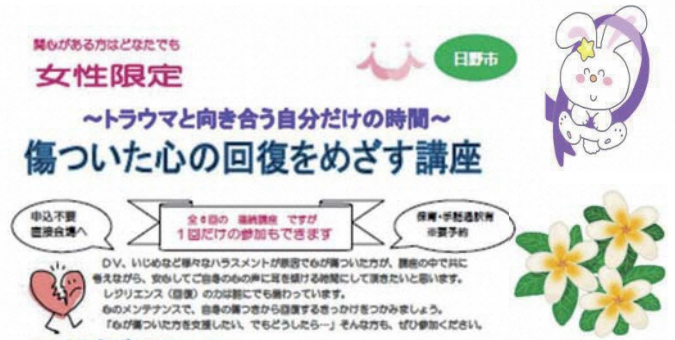 関心がある方はどなたでも
女性限定
日野市
～トラウマと向き合う自分だけの時間～
傷ついた心の回復をめざす講座
申込不要
直接会場へ
全6回の 連続講座 ですが
1回だけの参加もできます
保育・手話通訳有
※要予約
DV、いじめなど様々なハラスメントが原因で心が傷ついた方が、講座の中で共に
考えながら、安心してご自身の心の声に耳を傾ける時間にして頂きたいと思います。
レジリエンス（回復）の力は誰にでも備わっています。
心のメンテナンスで、自身の傷つきから回復するきっかけをつかみましょう。
「心が傷ついた方を支援したい、でもどうしたら…」そんな方も、ぜひ参加ください。